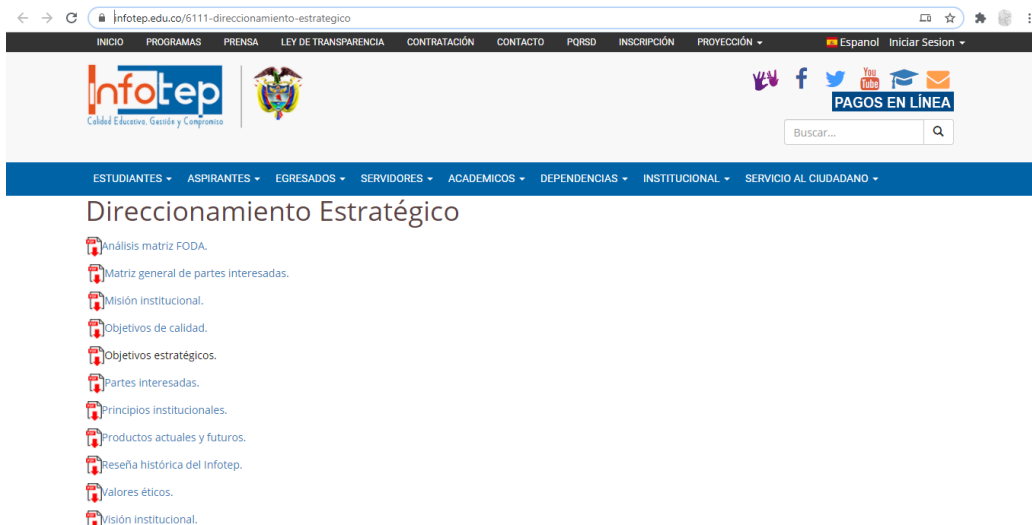 infotep.edu.co/6111-direccionamiento-estrategico
INICIO PROGRAMAS PRENSA LEY DE TRANSPARENCIA CONTRATACIÓN CONTACTO PQRSD INSCRIPCIÓN PROYECCIÓN Espanol Iniciar Sesion
Infotep
Calidad Educativa, Gestión y Compromiso
You
Tube
PAGOS EN LÍNEA
Buscar...
ESTUDIANTES ASPIRANTES EGRESADOS SERVIDORES ACADEMICOS DEPENDENCIAS INSTITUCIONAL SERVICIO AL CIUDADANO
Direccionamiento Estratégico
Análisis matriz FODA.
Matriz general de partes interesadas.
Misión institucional.
Objetivos de calidad.
Objetivos estratégicos.
Partes interesadas.
Principios institucionales.
Productos actuales y futuros.
Reseña histórica del Infotep.
Valores éticos.
Visión institucional.